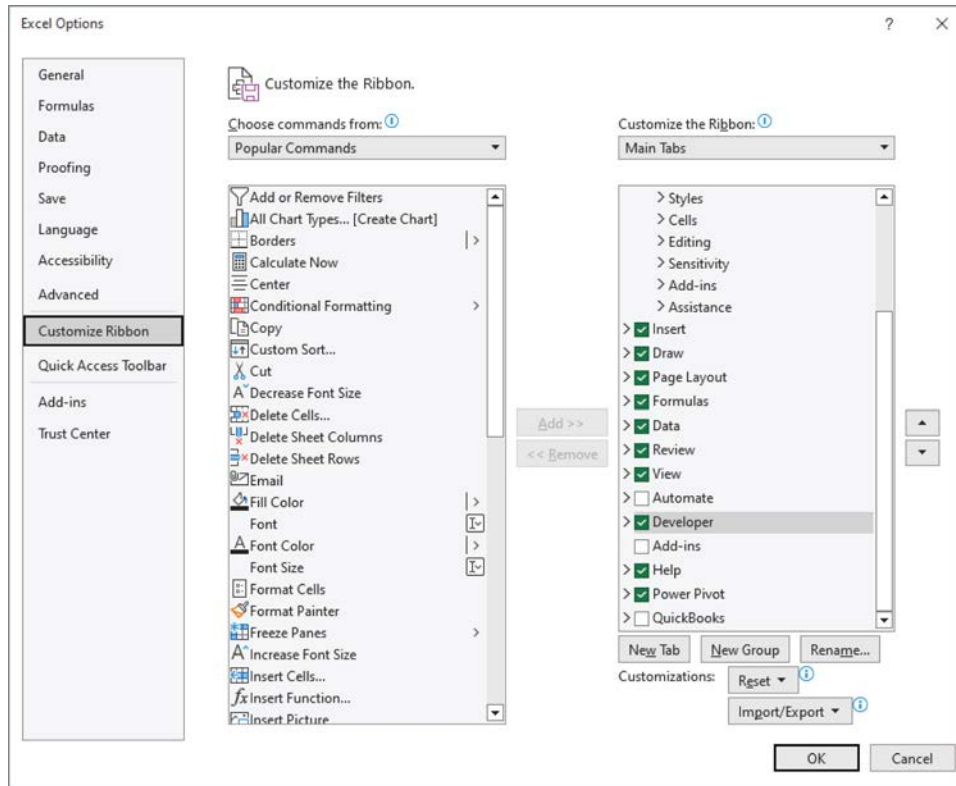 Excel Options
?
General
Formulas
Data
Proofing
Save
Language
Accessibility
Advanced
Customize Ribbon
Quick Access Toolbar
Add-ins
Trust Center
Customize the Ribbon.
Choose commands from:
Popular Commands
Add or Remove Filters
All Chart Types... [Create Chart]
Borders
Calculate Now
Center
Conditional Formatting
Copy
Custom Sort...
Cut
Decrease Font Size
Delete Cells...
Delete Sheet Columns
Delete Sheet Rows
Email
Fill Color
Font
Font Color
Font Size
Format Cells
Format Painter
Freeze Panes
Increase Font Size
Insert Cells...
Insert Function...
Insert Picture
Add >>
<< Remove
Customize the Ribbon:
Main Tabs
Styles
Cells
Editing
Sensitivity
Add-ins
Assistance
Insert
Draw
Page Layout
Formulas
Data
Review
View
Automate
Developer
Add-ins
Help
Power Pivot
QuickBooks
New Tab
New Group
Rename...
Customizations:
Reset
Import/Export
OK
Cancel